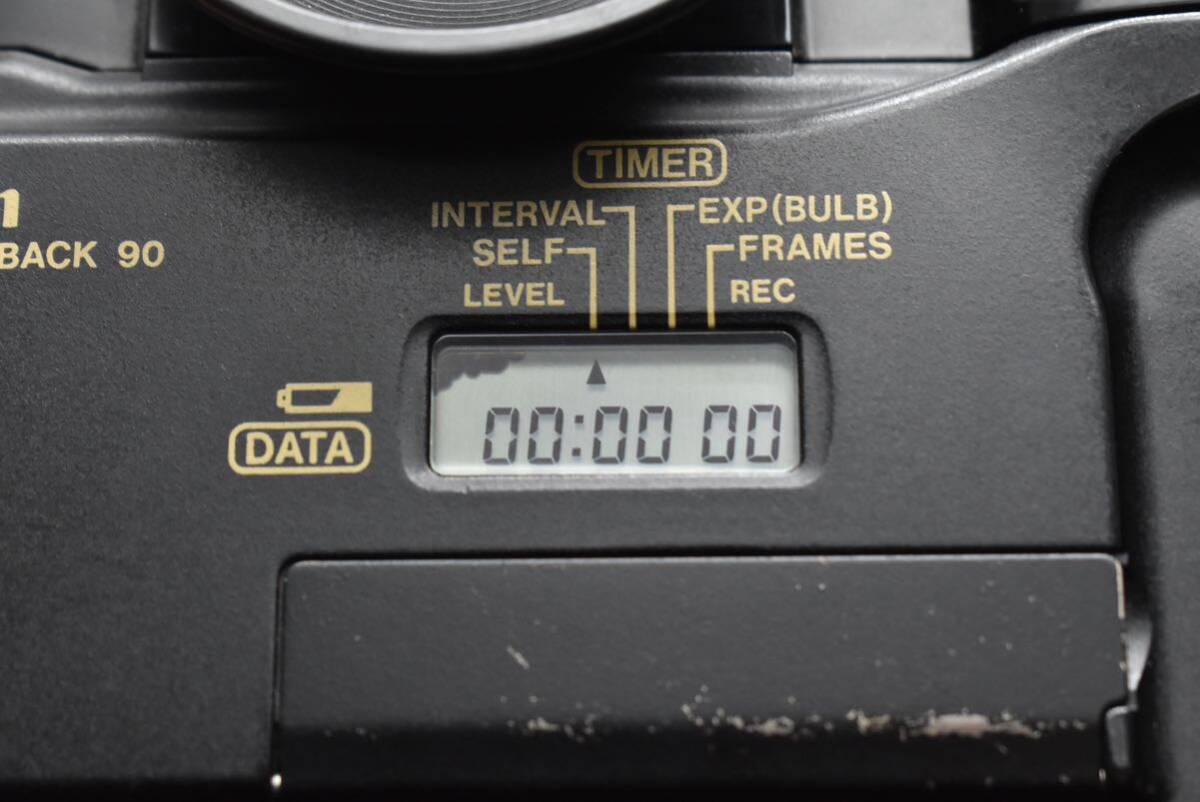 TIMER
INTERVAL EXP(BULB)
SELF FRAMES
LEVEL REC
BACK 90
DATA
00:00 00